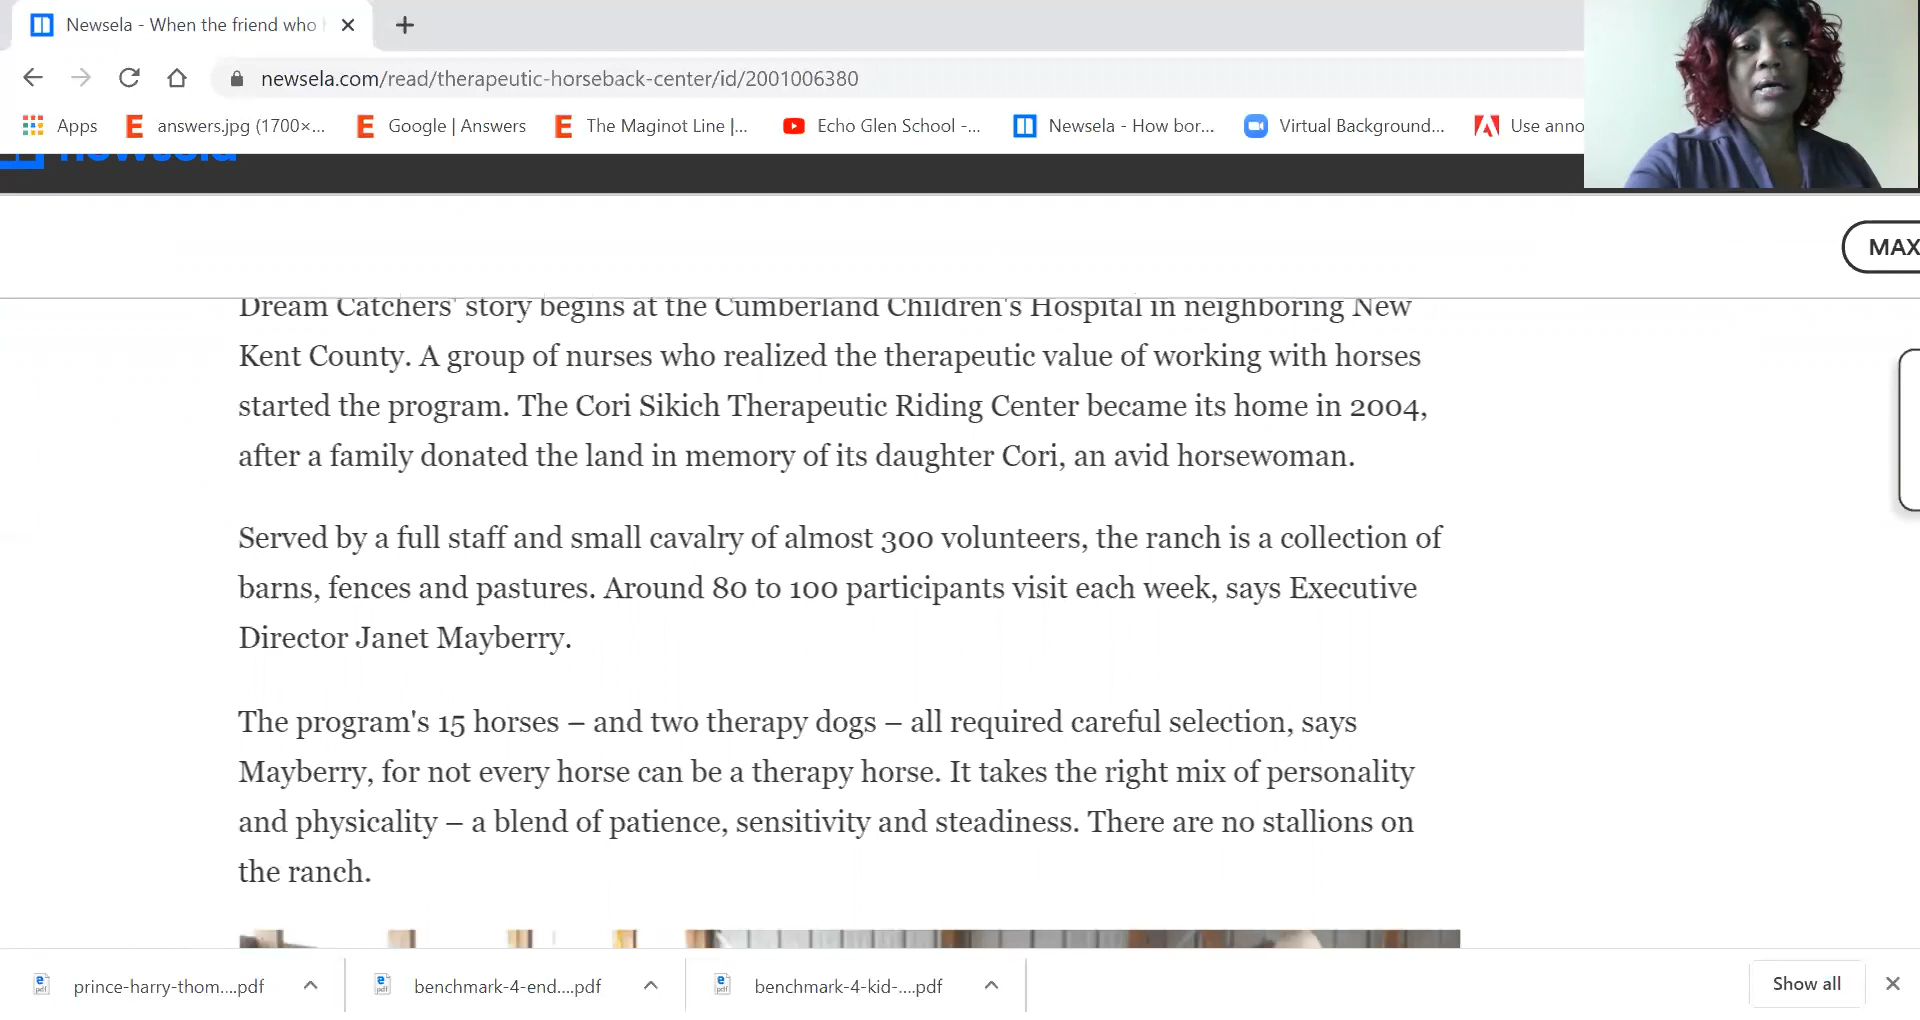 Newsela - When the friend who
newsela.com/read/therapeutic-horseback-center/id/2001006380
Apps answers.jpg (1700×... Google | Answers The Maginot Line |... Echo Glen School -... Newsela - How bor... Virtual Background... Use anno
newsela
MAX
Dream Catchers' story begins at the Cumberland Children's Hospital in neighboring New
Kent County. A group of nurses who realized the therapeutic value of working with horses
started the program. The Cori Sikich Therapeutic Riding Center became its home in 2004,
after a family donated the land in memory of its daughter Cori, an avid horsewoman.
Served by a full staff and small cavalry of almost 300 volunteers, the ranch is a collection of
barns, fences and pastures. Around 80 to 100 participants visit each week, says Executive
Director Janet Mayberry.
The program's 15 horses – and two therapy dogs – all required careful selection, says
Mayberry, for not every horse can be a therapy horse. It takes the right mix of personality
and physicality – a blend of patience, sensitivity and steadiness. There are no stallions on
the ranch.
prince-harry-thom....pdf benchmark-4-end....pdf benchmark-4-kid-....pdf Show all